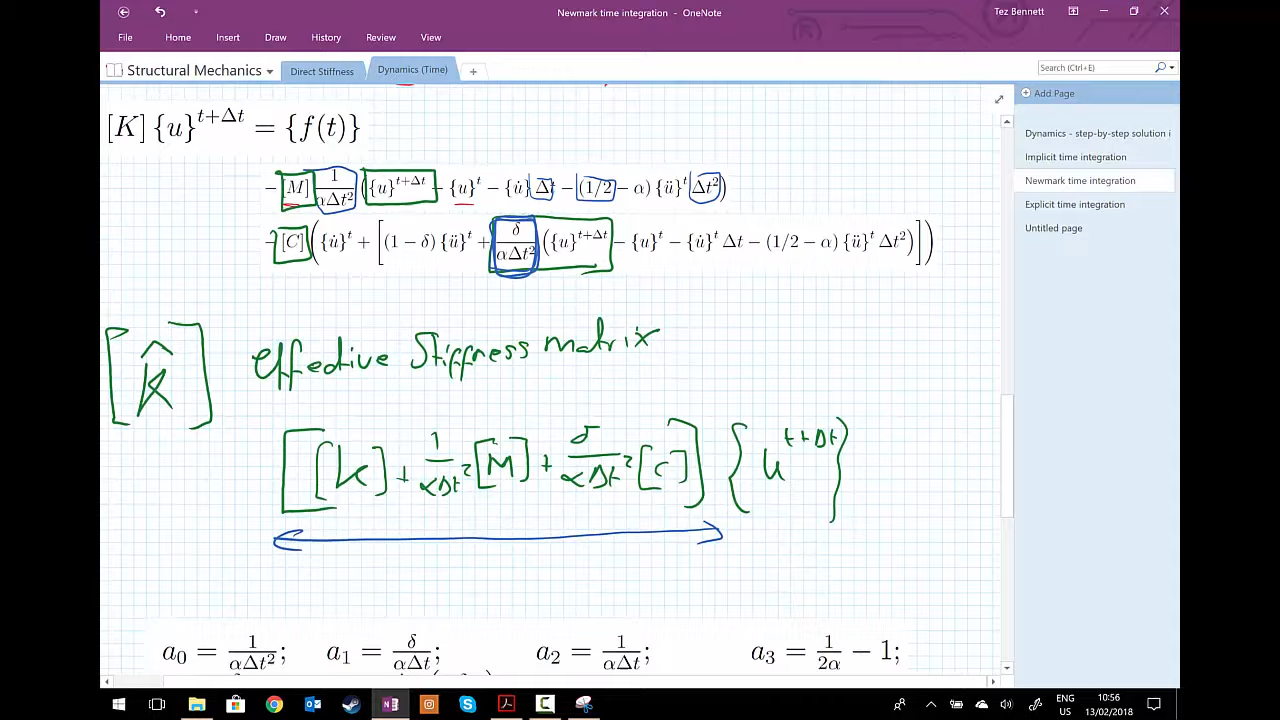 Newmark time integration - OneNote
Tez Bennett
File Home Insert Draw History Review View
Structural Mechanics
Direct Stiffness
Dynamics (Time)
Search (Ctrl+E)
Add Page
Dynamics - step-by-step solution i
Implicit time integration
Newmark time integration
Explicit time integration
Untitled page
[K] {u}^{t+Δt} = {f(t)}
- [M] 1/(αΔt²) ({u}^{t+Δt} - {u}^t - {u̇} Δt - (1/2 - α) {ü}^t Δt²)
- [C] ({u̇}^t + [(1 - δ) {ü}^t + δ/(αΔt²) ({u}^{t+Δt} - {u}^t - {u̇}^t Δt - (1/2 - α) {ü}^t Δt²)])
[K̂] effective Stiffness matrix
[[K] + 1/(αΔt²) [M] + δ/(αΔt²) [C]] {u^{t+Δt}}
a₀ = 1/(αΔt²); a₁ = δ/(αΔt); a₂ = 1/(αΔt); a₃ = 1/(2α) − 1;
ENG
US
10:56
13/02/2018